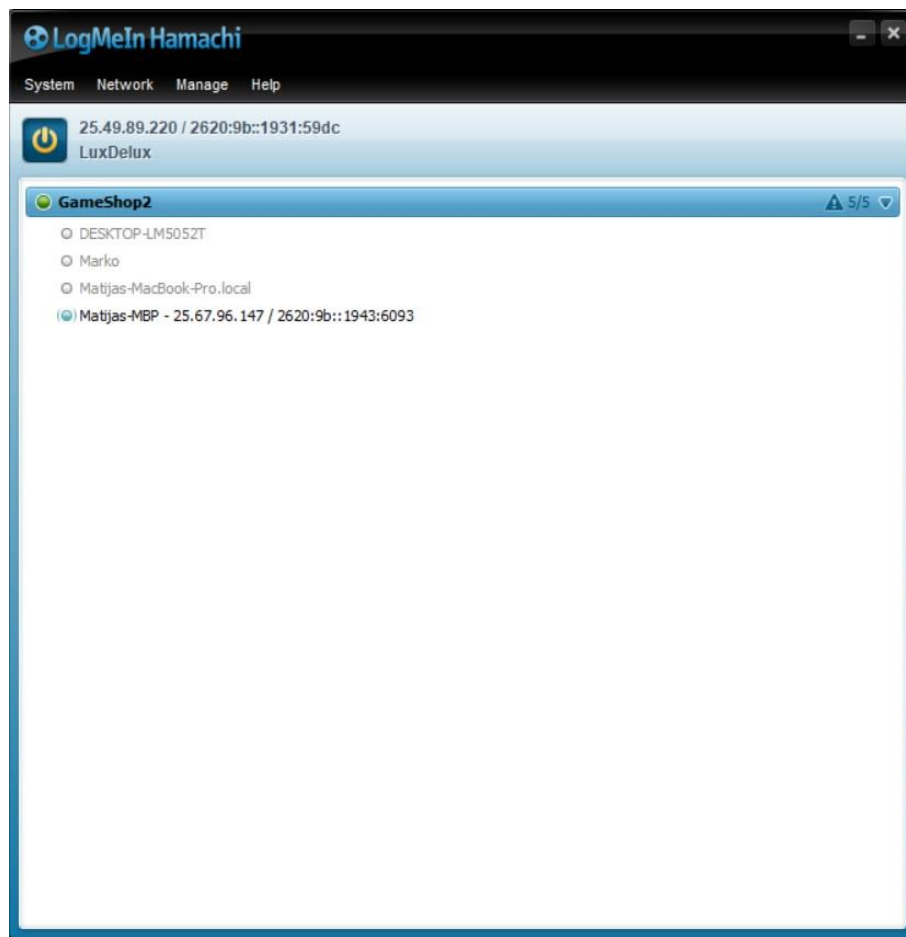 LogMeIn Hamachi
System Network Manage Help
25.49.89.220 / 2620:9b::1931:59dc
LuxDelux
GameShop2 5/5
DESKTOP-LM5052T
Marko
Matijas-MacBook-Pro.local
Matijas-MBP - 25.67.96.147 / 2620:9b::1943:6093